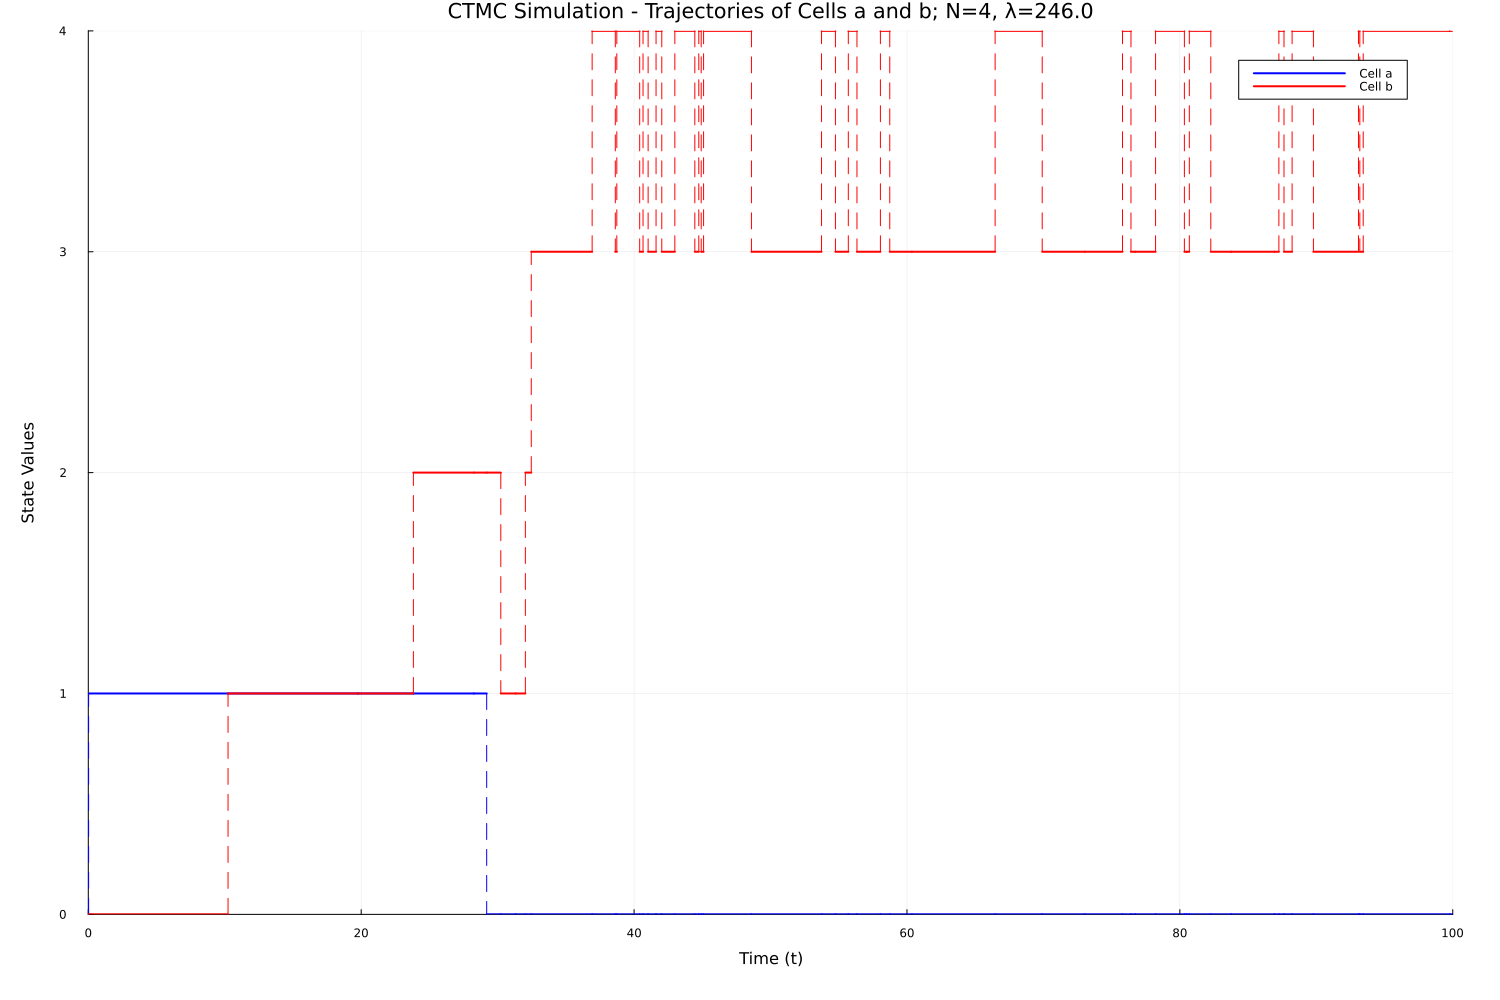 CTMC Simulation - Trajectories of Cells a and b; N=4, λ=246.0
4
Cell a
Cell b
3
State Values
2
1
0
0 20 40 60 80 100
Time (t)